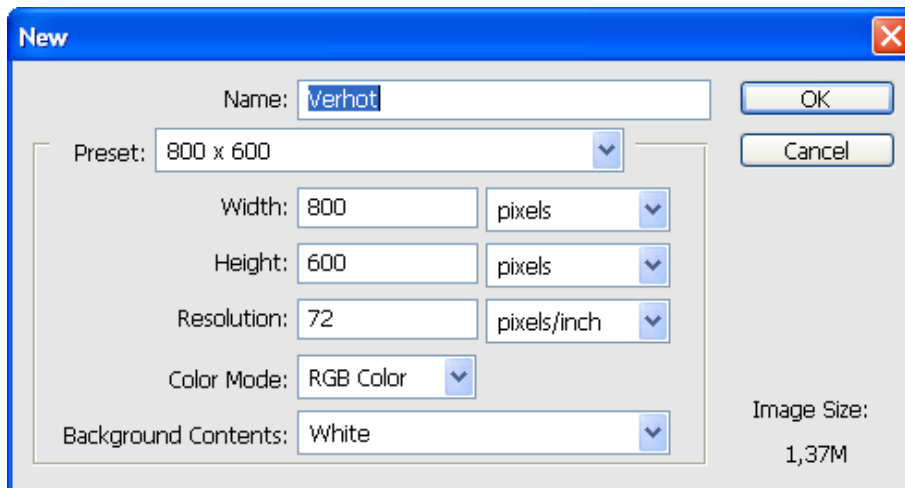 New
Name: Verhot
OK
Preset: 800 x 600
Cancel
Width: 800 pixels
Height: 600 pixels
Resolution: 72 pixels/inch
Color Mode: RGB Color
Background Contents: White
Image Size:
1,37M